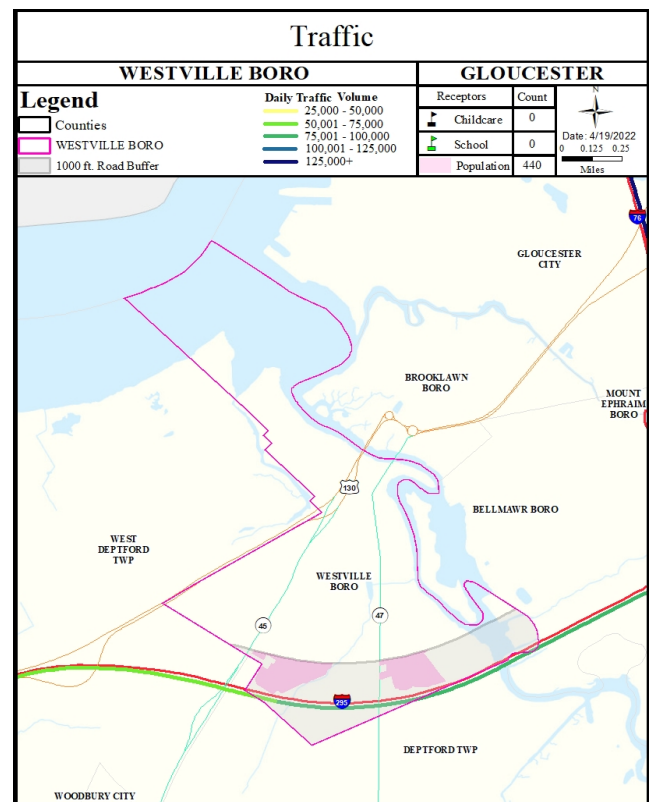 Traffic
WESTVILLE BORO
GLOUCESTER
Legend
Counties
WESTVILLE BORO
1000 ft. Road Buffer
Daily Traffic Volume
25,000 - 50,000
50,001 - 75,000
75,001 - 100,000
100,001 - 125,000
125,000+
Receptors Count
Childcare 0
School 0
Population 440
N
Date: 4/19/2022
0 0.125 0.25
Miles
76
GLOUCESTER
CITY
BROOKLAWN
BORO
MOUNT
EPHRAIM
BORO
130
BELLMAWR BORO
WEST
DEPTFORD
TWP
WESTVILLE
BORO
45
47
295
DEPTFORD TWP
WOODBURY CITY